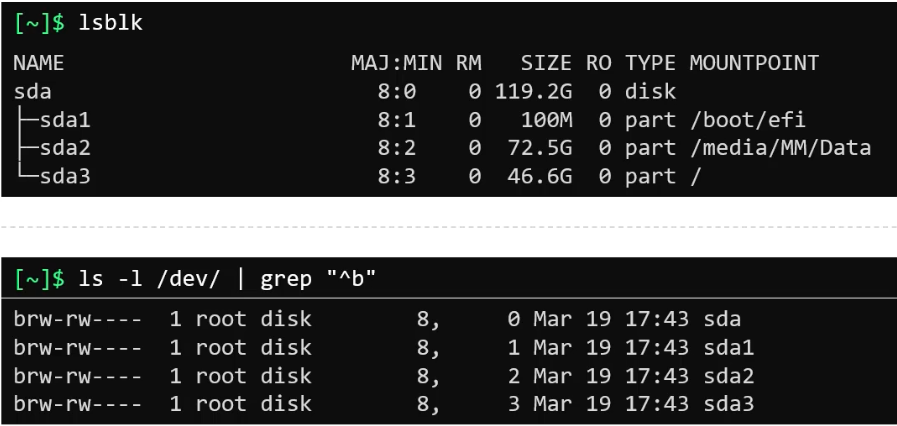 [~]$ lsblk
NAME                          MAJ:MIN RM   SIZE RO TYPE MOUNTPOINT
sda                             8:0    0 119.2G  0 disk
├─sda1                          8:1    0   100M  0 part /boot/efi
├─sda2                          8:2    0  72.5G  0 part /media/MM/Data
└─sda3                          8:3    0  46.6G  0 part /
[~]$ ls -l /dev/ | grep "^b"
brw-rw----  1 root disk        8,     0 Mar 19 17:43 sda
brw-rw----  1 root disk        8,     1 Mar 19 17:43 sda1
brw-rw----  1 root disk        8,     2 Mar 19 17:43 sda2
brw-rw----  1 root disk        8,     3 Mar 19 17:43 sda3